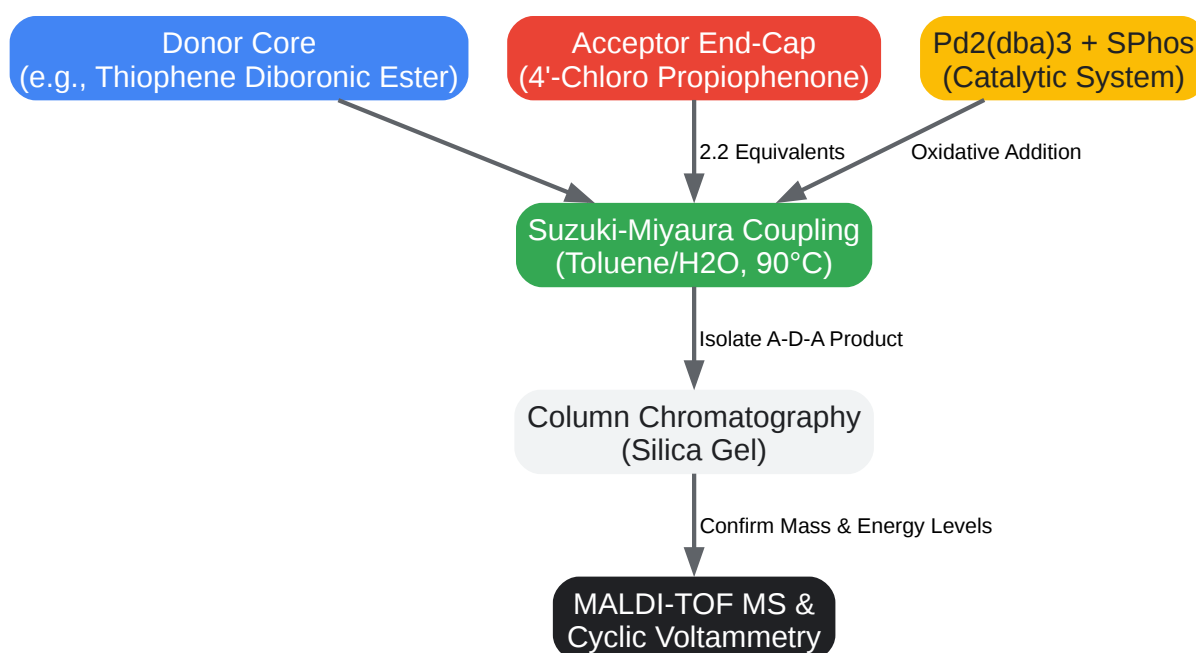 Donor Core
(e.g., Thiophene Diboronic Ester)
Acceptor End-Cap
(4'-Chloro Propiophenone)
Pd2(dba)3 + SPhos
(Catalytic System)
2.2 Equivalents
Oxidative Addition
Suzuki-Miyaura Coupling
(Toluene/H2O, 90°C)
Isolate A-D-A Product
Column Chromatography
(Silica Gel)
Confirm Mass & Energy Levels
MALDI-TOF MS &
Cyclic Voltammetry